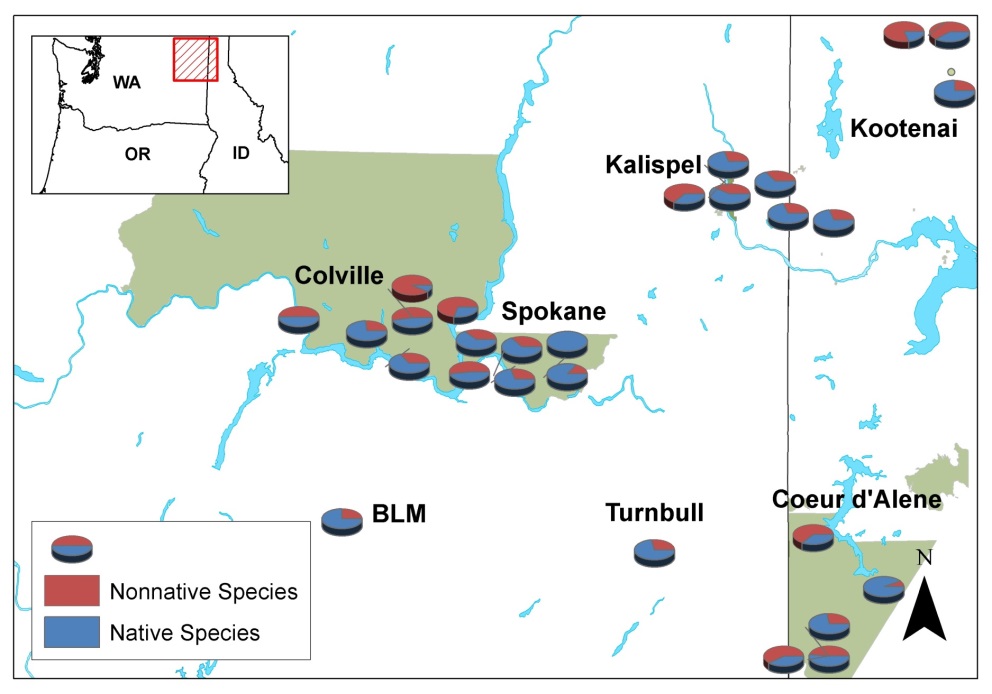 WA
OR
ID
Kootenai
Kalispel
Colville
Spokane
BLM
Turnbull
Coeur d'Alene
N
Nonnative Species
Native Species